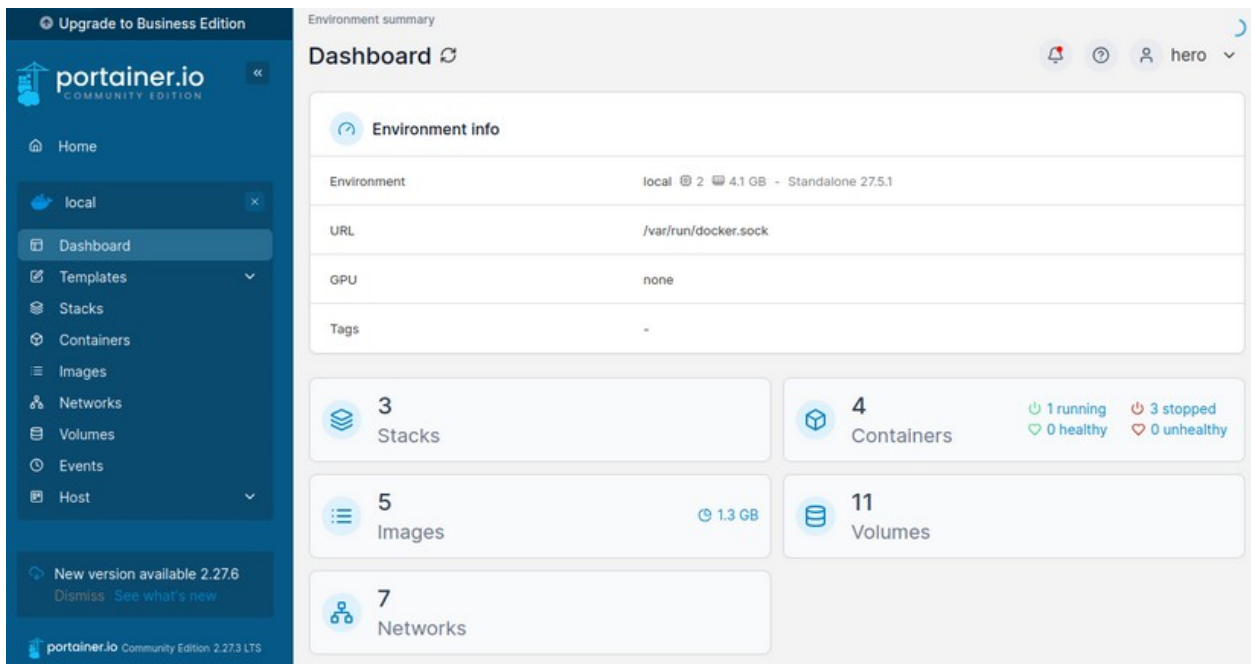 Upgrade to Business Edition
portainer.io
COMMUNITY EDITION
Home
local
Dashboard
Templates
Stacks
Containers
Images
Networks
Volumes
Events
Host
New version available 2.27.6
Dismiss See what's new
portainer.io Community Edition 2.27.3 LTS
Environment summary
Dashboard
hero
Environment info
Environment local 2 4.1 GB - Standalone 27.5.1
URL /var/run/docker.sock
GPU none
Tags -
3
Stacks
4
Containers
1 running 3 stopped
0 healthy 0 unhealthy
5
Images
1.3 GB
11
Volumes
7
Networks